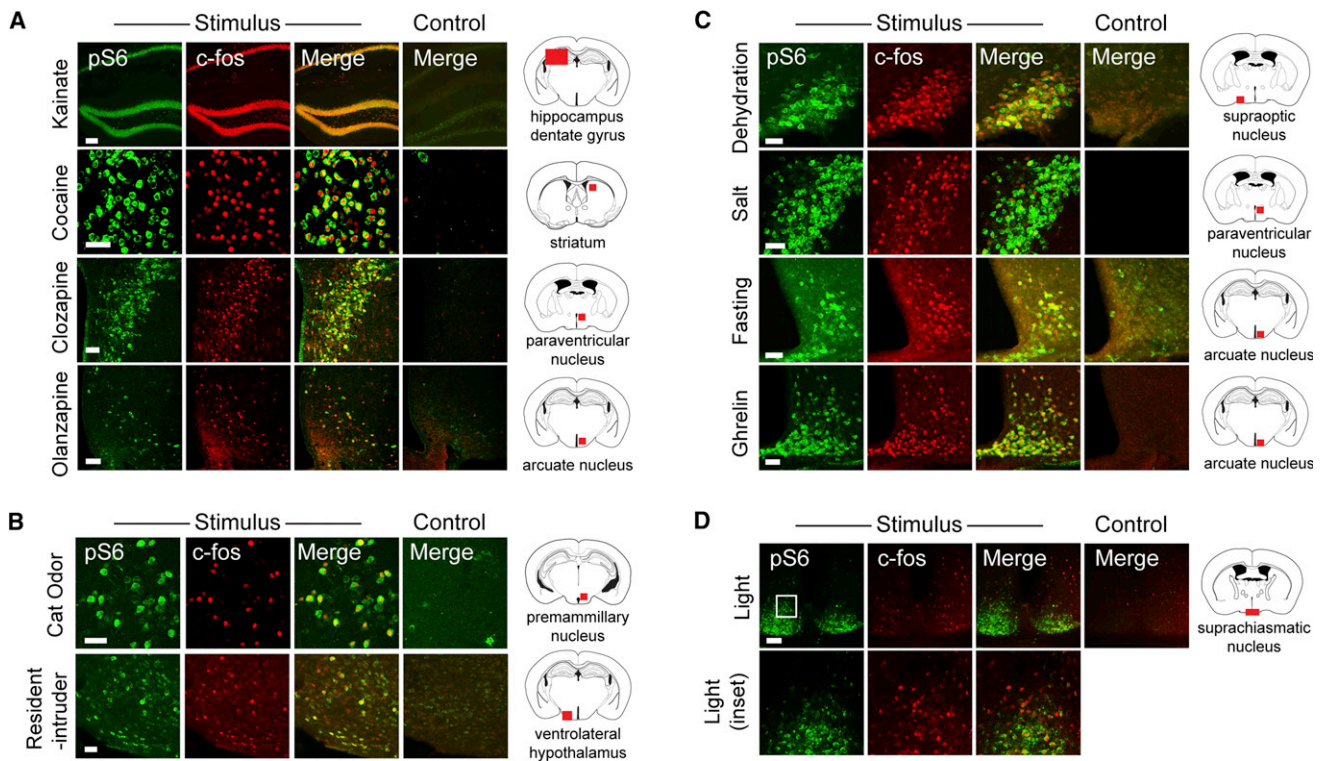 A
Stimulus
Control
pS6
c-fos
Merge
Merge
Kainate
hippocampus
dentate gyrus
Cocaine
striatum
Clozapine
paraventricular
nucleus
Olanzapine
arcuate nucleus
B
Stimulus
Control
pS6
c-fos
Merge
Merge
Cat Odor
premammillary
nucleus
Resident
-intruder
ventrolateral
hypothalamus
C
Stimulus
Control
pS6
c-fos
Merge
Merge
Dehydration
supraoptic
nucleus
Salt
paraventricular
nucleus
Fasting
arcuate nucleus
Ghrelin
arcuate nucleus
D
Stimulus
Control
pS6
c-fos
Merge
Merge
Light
suprachiasmatic
nucleus
Light
(inset)